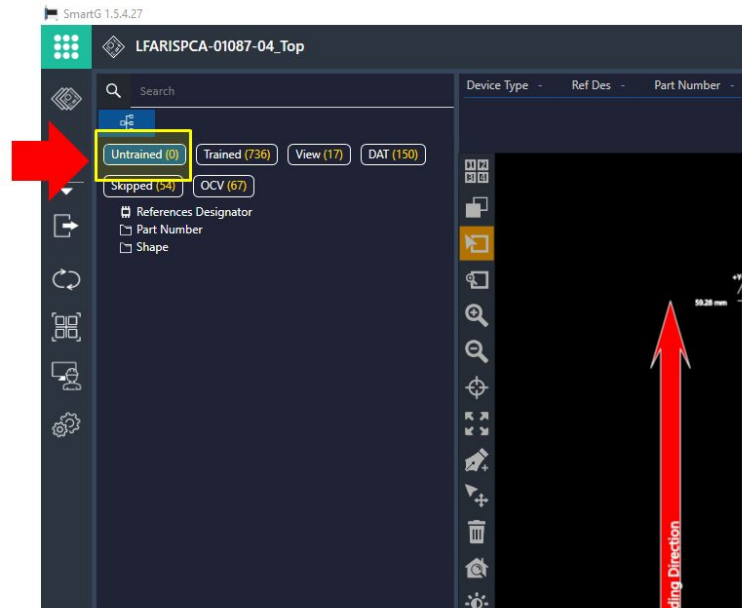 SmartG 1.5.4.27
LFARISPCA-01087-04_Top
Search
Untrained (0) Trained (736) View (17) DAT (150)
Skipped (54) OCV (67)
References Designator
Part Number
Shape
Device Type - Ref Des - Part Number -
+Y
59.28 mm
ding Direction